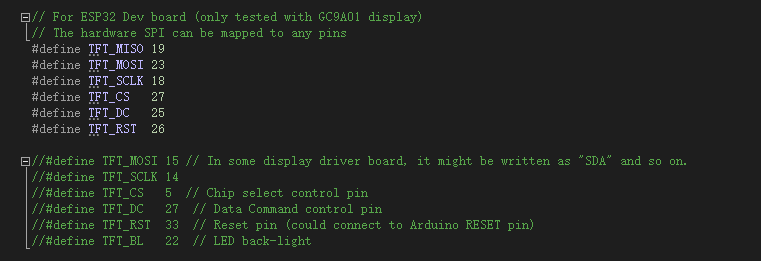 // For ESP32 Dev board (only tested with GC9A01 display)
// The hardware SPI can be mapped to any pins
#define TFT_MISO 19
#define TFT_MOSI 23
#define TFT_SCLK 18
#define TFT_CS   27
#define TFT_DC   25
#define TFT_RST  26
//#define TFT_MOSI 15 // In some display driver board, it might be written as "SDA" and so on.
//#define TFT_SCLK 14
//#define TFT_CS   5  // Chip select control pin
//#define TFT_DC   27  // Data Command control pin
//#define TFT_RST  33  // Reset pin (could connect to Arduino RESET pin)
//#define TFT_BL   22  // LED back-light